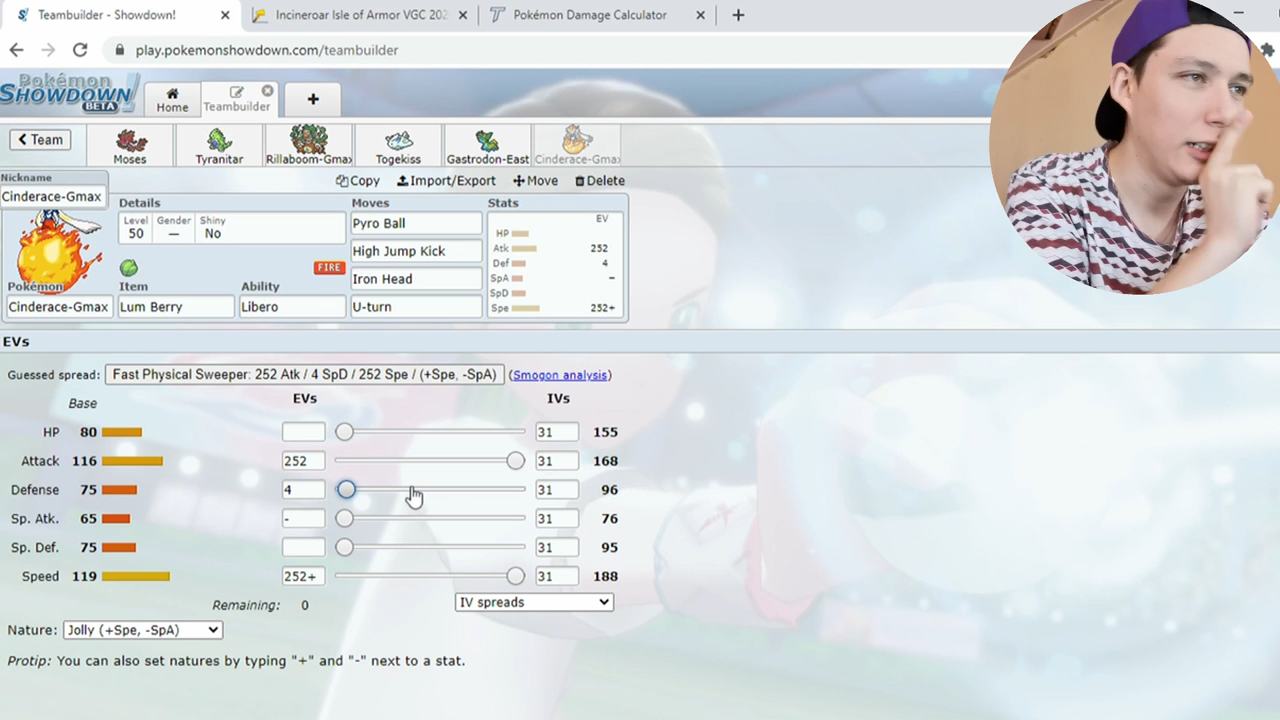 Teambuilder - Showdown!
Incineroar Isle of Armor VGC 202
Pokémon Damage Calculator
play.pokemonshowdown.com/teambuilder
Pokémon
SHOWDOWN!
BETA
Home
Teambuilder
Team
Moses
Tyranitar
Rillaboom-Gmax
Togekiss
Gastrodon-East
Cinderace-Gmax
Copy
Import/Export
Move
Delete
Nickname
Cinderace-Gmax
Details
Level
50
Gender
—
Shiny
No
FIRE
Pokémon
Cinderace-Gmax
Item
Lum Berry
Ability
Libero
Moves
Pyro Ball
High Jump Kick
Iron Head
U-turn
Stats
EV
HP
Atk 252
Def 4
SpA –
SpD
Spe 252+
EVs
Guessed spread: Fast Physical Sweeper: 252 Atk / 4 SpD / 252 Spe / (+Spe, -SpA) (Smogon analysis)
Base EVs IVs
HP 80 31 155
Attack 116 252 31 168
Defense 75 4 31 96
Sp. Atk. 65 - 31 76
Sp. Def. 75 31 95
Speed 119 252+ 31 188
Remaining: 0 IV spreads
Nature: Jolly (+Spe, -SpA)
Protip: You can also set natures by typing "+" and "-" next to a stat.